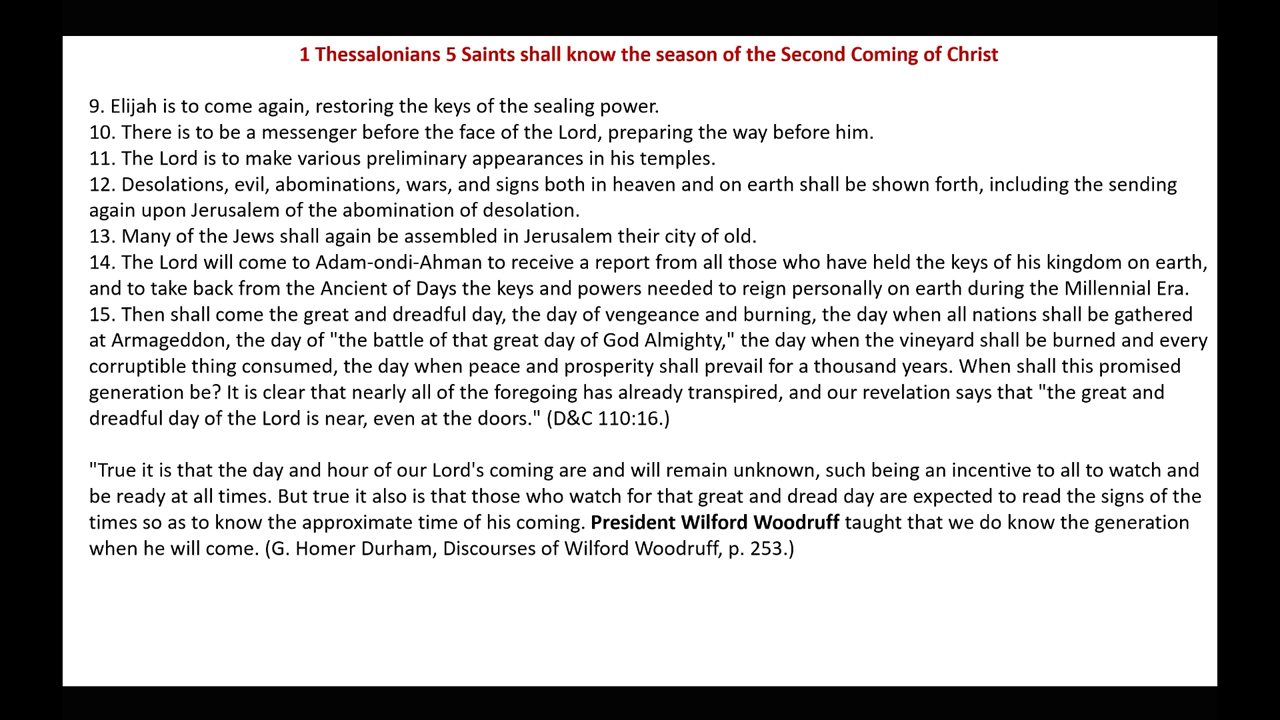 1 Thessalonians 5 Saints shall know the season of the Second Coming of Christ
9. Elijah is to come again, restoring the keys of the sealing power.
10. There is to be a messenger before the face of the Lord, preparing the way before him.
11. The Lord is to make various preliminary appearances in his temples.
12. Desolations, evil, abominations, wars, and signs both in heaven and on earth shall be shown forth, including the sending
again upon Jerusalem of the abomination of desolation.
13. Many of the Jews shall again be assembled in Jerusalem their city of old.
14. The Lord will come to Adam-ondi-Ahman to receive a report from all those who have held the keys of his kingdom on earth,
and to take back from the Ancient of Days the keys and powers needed to reign personally on earth during the Millennial Era.
15. Then shall come the great and dreadful day, the day of vengeance and burning, the day when all nations shall be gathered
at Armageddon, the day of "the battle of that great day of God Almighty," the day when the vineyard shall be burned and every
corruptible thing consumed, the day when peace and prosperity shall prevail for a thousand years. When shall this promised
generation be? It is clear that nearly all of the foregoing has already transpired, and our revelation says that "the great and
dreadful day of the Lord is near, even at the doors." (D&C 110:16.)
"True it is that the day and hour of our Lord's coming are and will remain unknown, such being an incentive to all to watch and
be ready at all times. But true it also is that those who watch for that great and dread day are expected to read the signs of the
times so as to know the approximate time of his coming. President Wilford Woodruff taught that we do know the generation
when he will come. (G. Homer Durham, Discourses of Wilford Woodruff, p. 253.)